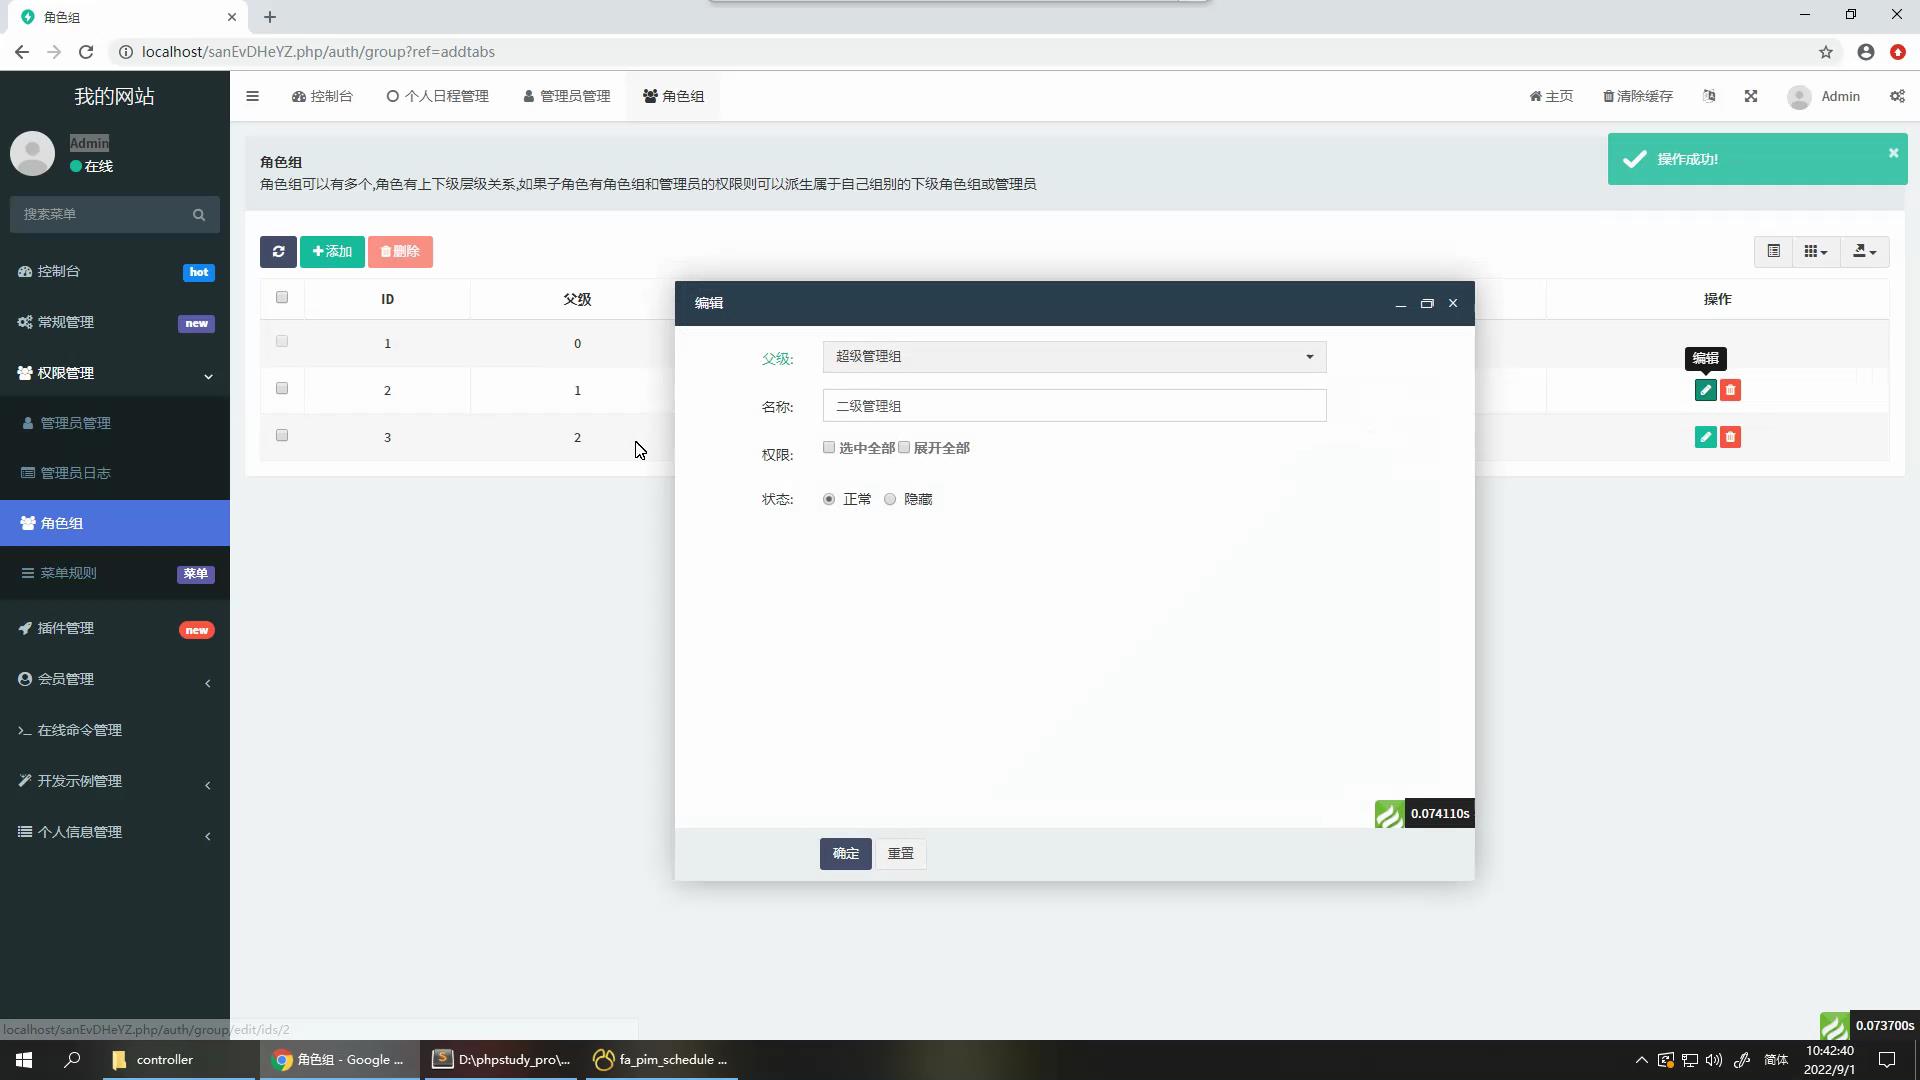 角色组
localhost/sanEvDHeYZ.php/auth/group?ref=addtabs
我的网站
控制台
个人日程管理
管理员管理
角色组
主页
清除缓存
Admin
Admin
在线
搜索菜单
控制台 hot
常规管理 new
权限管理
管理员管理
管理员日志
角色组
菜单规则 菜单
插件管理 new
会员管理
在线命令管理
开发示例管理
个人信息管理
角色组
角色组可以有多个,角色有上下级层级关系,如果子角色有角色组和管理员的权限则可以派生属于自己组别的下级角色组或管理员
操作成功!
添加
删除
ID 父级 操作
1 0
2 1
3 2
编辑
编辑
父级: 超级管理组
名称: 二级管理组
权限: 选中全部 展开全部
状态: 正常 隐藏
0.074110s
确定 重置
0.073700s
localhost/sanEvDHeYZ.php/auth/group/edit/ids/2
controller
角色组 - Google ...
D:\phpstudy_pro\...
fa_pim_schedule ...
简体
10:42:40
2022/9/1